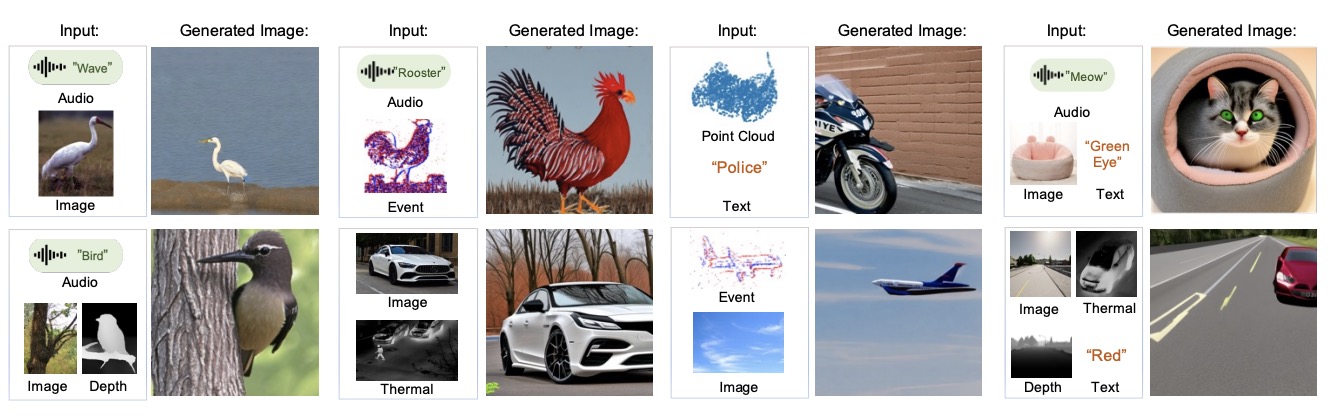 Input:
Generated Image:
"Wave"
Audio
Image
Input:
Generated Image:
"Rooster"
Audio
Event
Input:
Generated Image:
Point Cloud
"Police"
Text
Input:
Generated Image:
"Meow"
Audio
"Green
Eye"
Image
Text
"Bird"
Audio
Image
Depth
Image
Thermal
Event
Image
Image
Thermal
"Red"
Depth
Text